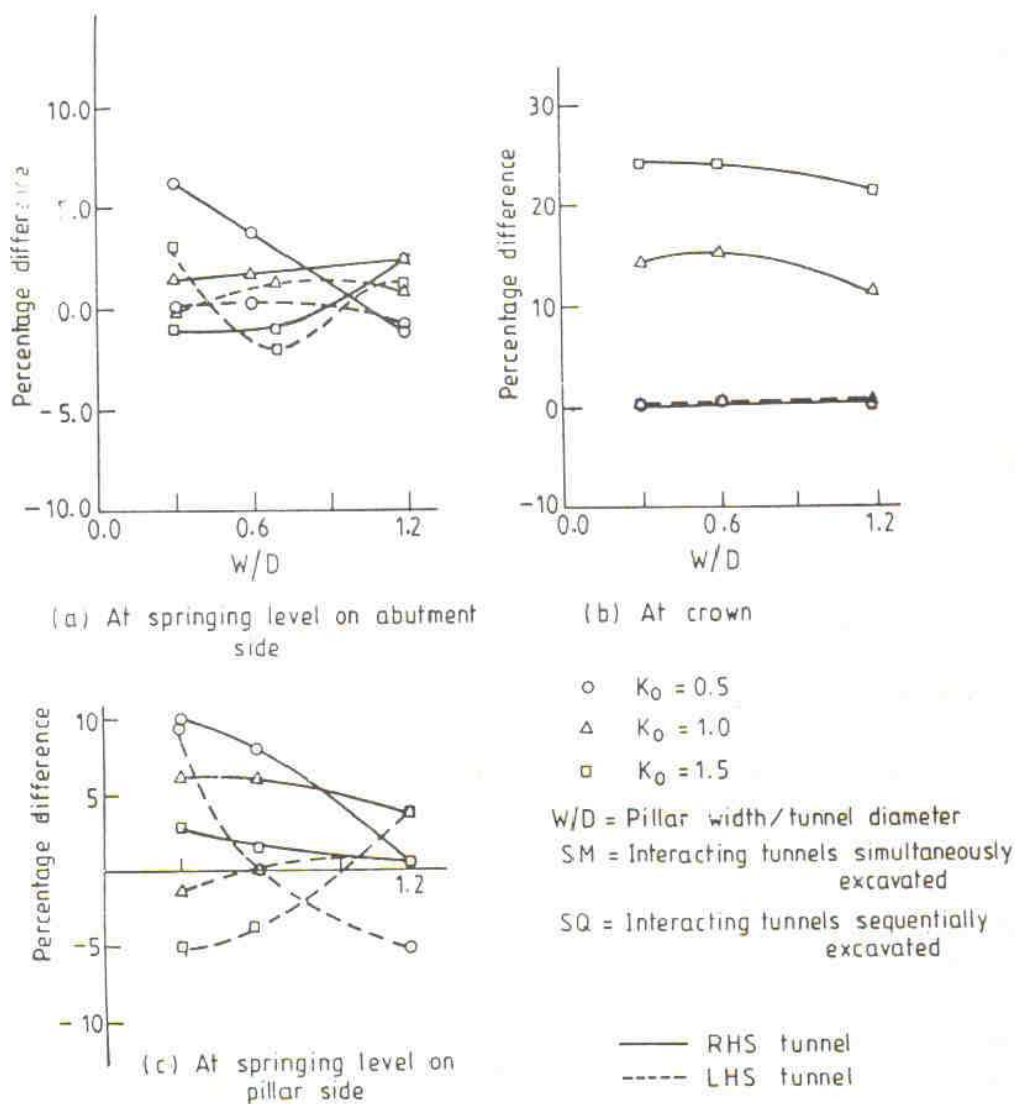 10.0
.0
0.0
-5.0
-10.0
Percentage
0.0 0.6 1.2
W/D
(a) At springing level on abutment
side
30
20
10
0
-10
Percentage difference
0.0 0.6 1.2
W/D
(b) At crown
10
5
-5
-10
Percentage difference
1.2
(c) At springing level on
pillar side
K0 = 0.5
K0 = 1.0
K0 = 1.5
W/D = Pillar width/tunnel diameter
SM = Interacting tunnels simultaneously
excavated
SQ = Interacting tunnels sequentially
excavated
RHS tunnel
LHS tunnel